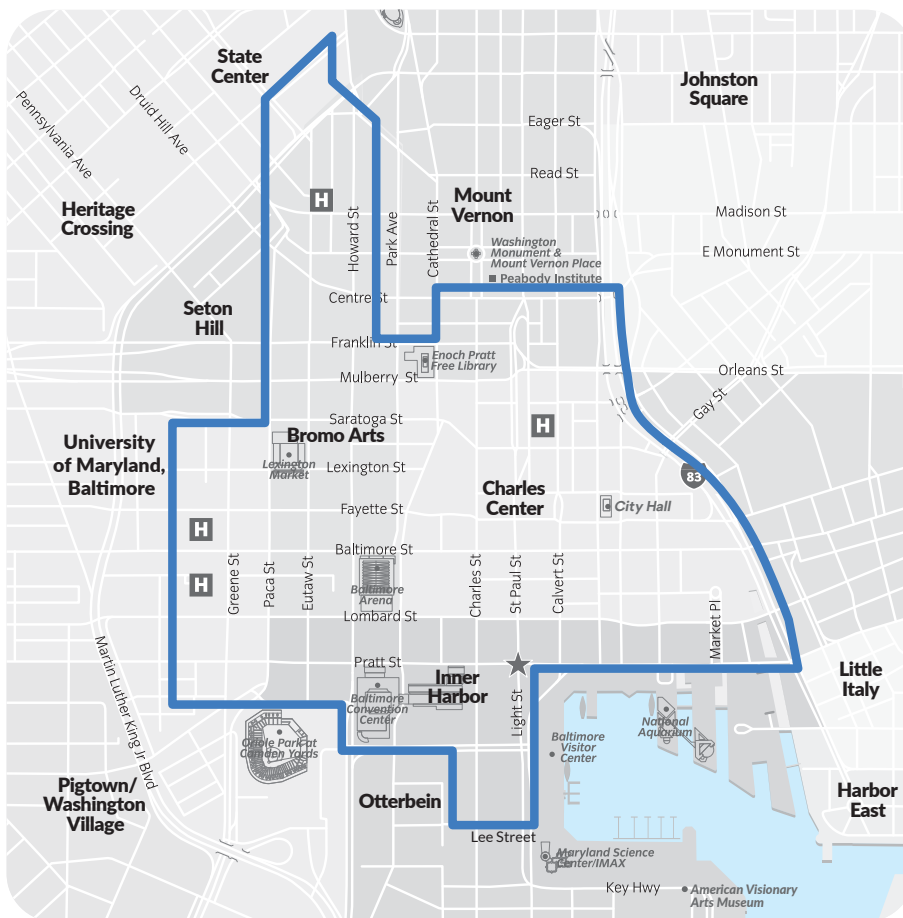 State
Center
Johnston
Square
Druid Hill Ave
Pennsylvania Ave
Eager St
Read St
Heritage
Crossing
H
Mount
Vernon
Madison St
Howard St
Park Ave
Cathedral St
Washington
Monument &
Mount Vernon Place
E Monument St
Peabody Institute
Centre St
Seton
Hill
Franklin St
Enoch Pratt
Free Library
Orleans St
Mulberry St
Gay St
Saratoga St
H
University
of Maryland,
Baltimore
Bromo Arts
Lexington
Market
Lexington St
83
Charles
Center
City Hall
Fayette St
H
Baltimore St
H
Greene St
Paca St
Eutaw St
Baltimore
Arena
Charles St
St Paul St
Calvert St
Lombard St
Market Pl
Martin Luther King Jr Blvd
Pratt St
Inner
Harbor
Little
Italy
Baltimore
Convention
Center
Light St
National
Aquarium
Oriole Park at
Camden Yards
Baltimore
Visitor
Center
Pigtown/
Washington
Village
Otterbein
Harbor
East
Lee Street
Maryland Science
Center/IMAX
Key Hwy
American Visionary
Arts Museum